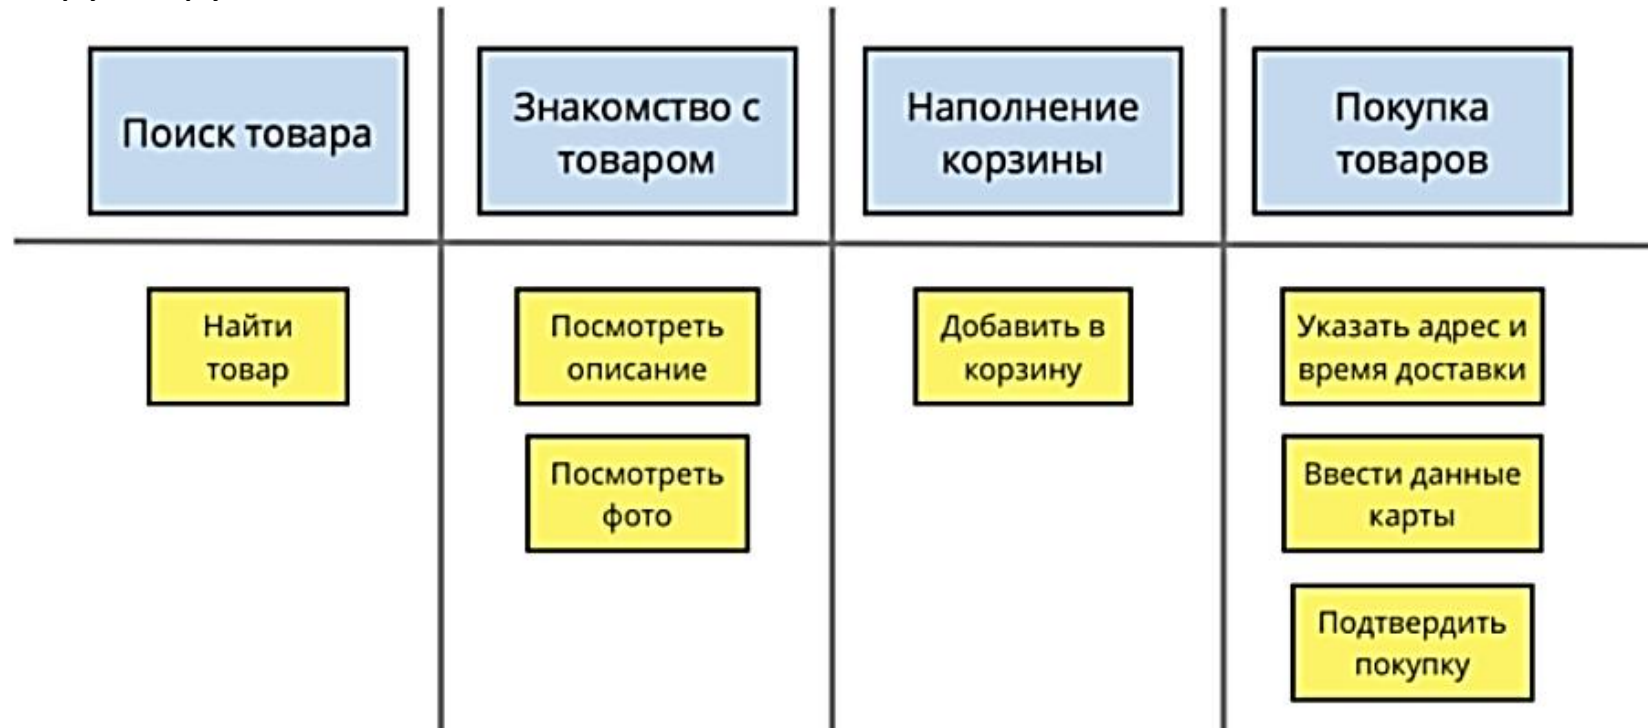 Поиск товара
Знакомство с
товаром
Наполнение
корзины
Покупка
товаров
Найти
товар
Посмотреть
описание
Добавить в
корзину
Указать адрес и
время доставки
Посмотреть
фото
Ввести данные
карты
Подтвердить
покупку